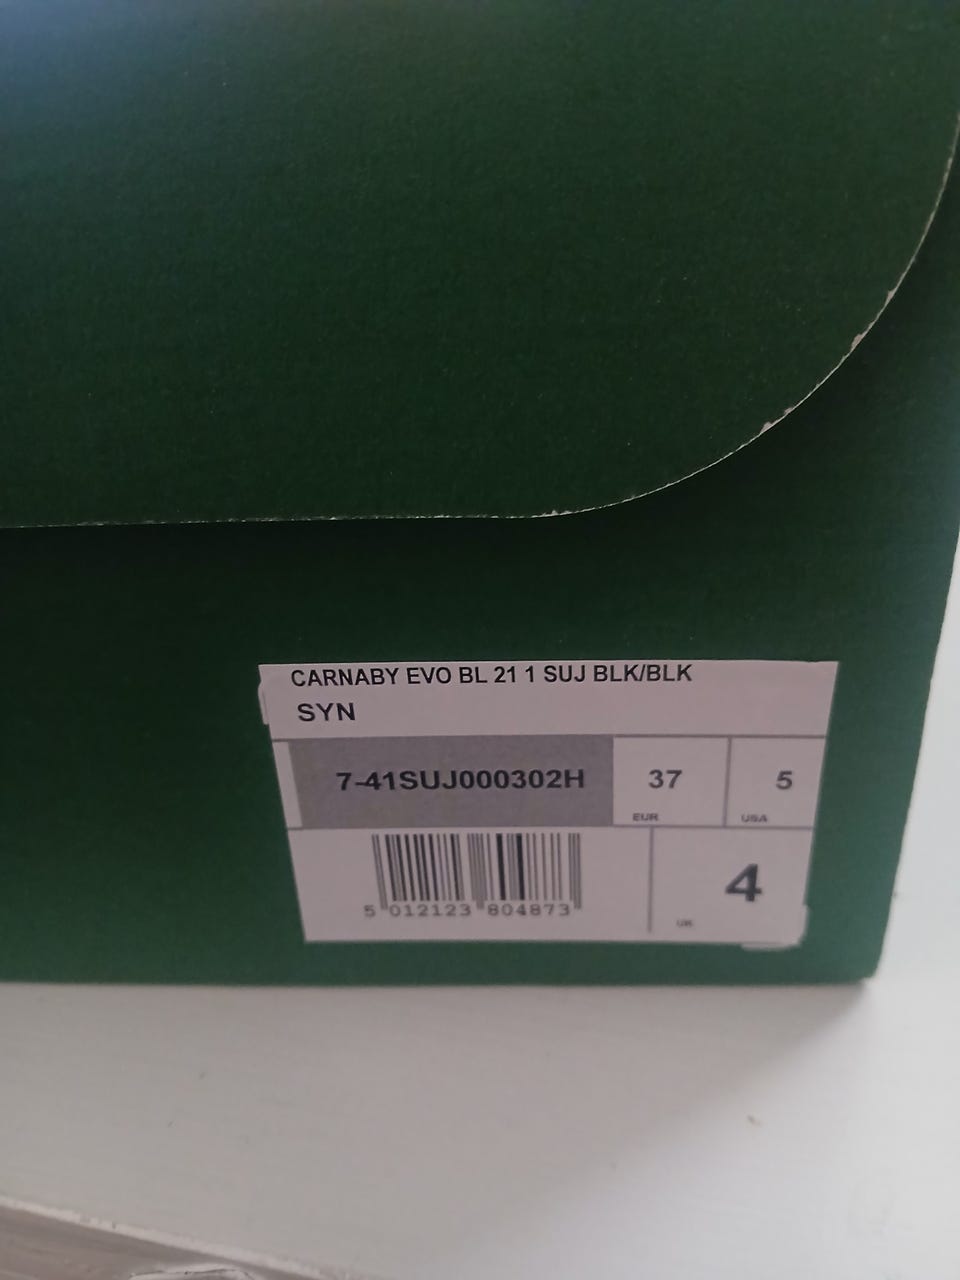 CARNABY EVO BL 21 1 SUJ BLK/BLK
SYN
7-41SUJ000302H
37
EUR
5
USA
5 012123 804873
4
UK